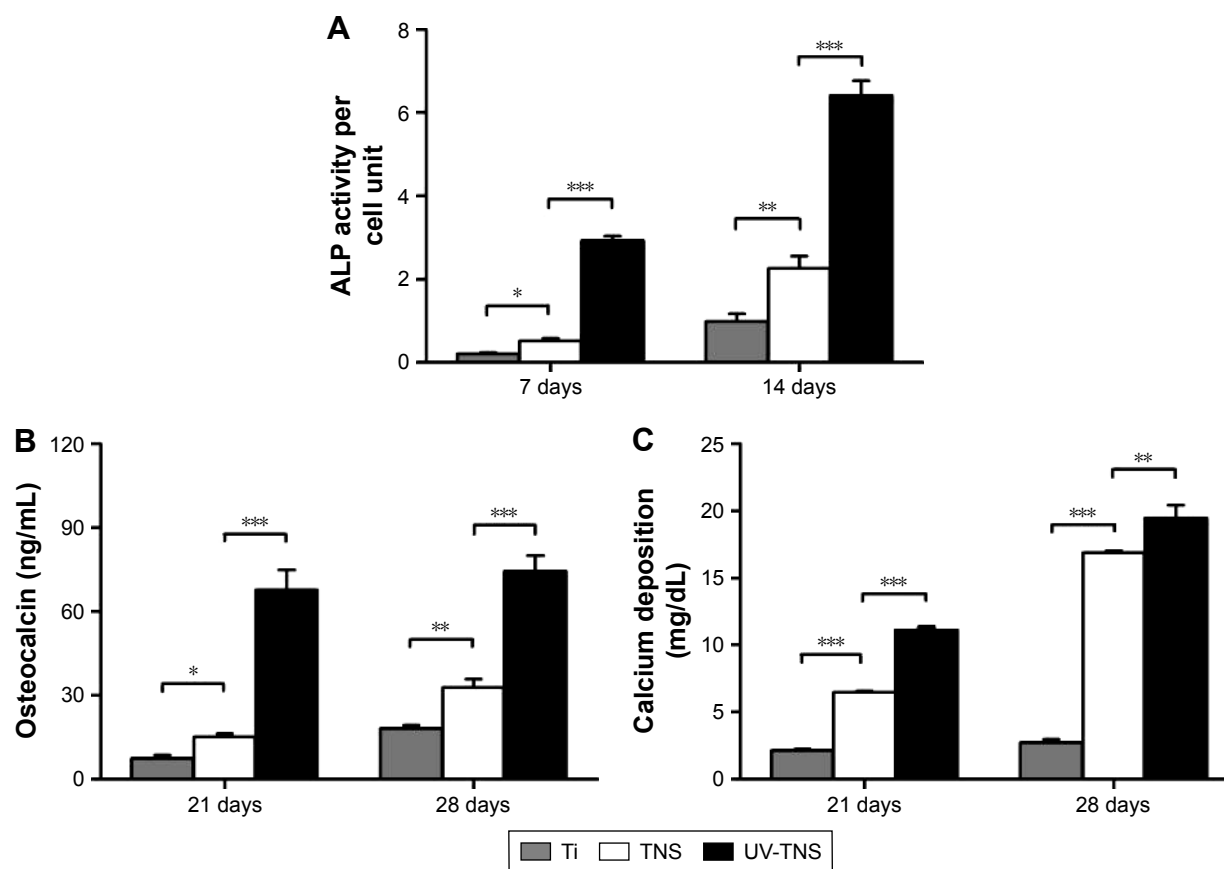 A
ALP activity per
cell unit
8
6
4
2
0
*
***
**
***
7 days
14 days
B
Osteocalcin (ng/mL)
120
90
60
30
0
*
***
**
***
21 days
28 days
C
Calcium deposition
(mg/dL)
25
20
15
10
5
0
***
***
***
**
21 days
28 days
Ti TNS UV-TNS